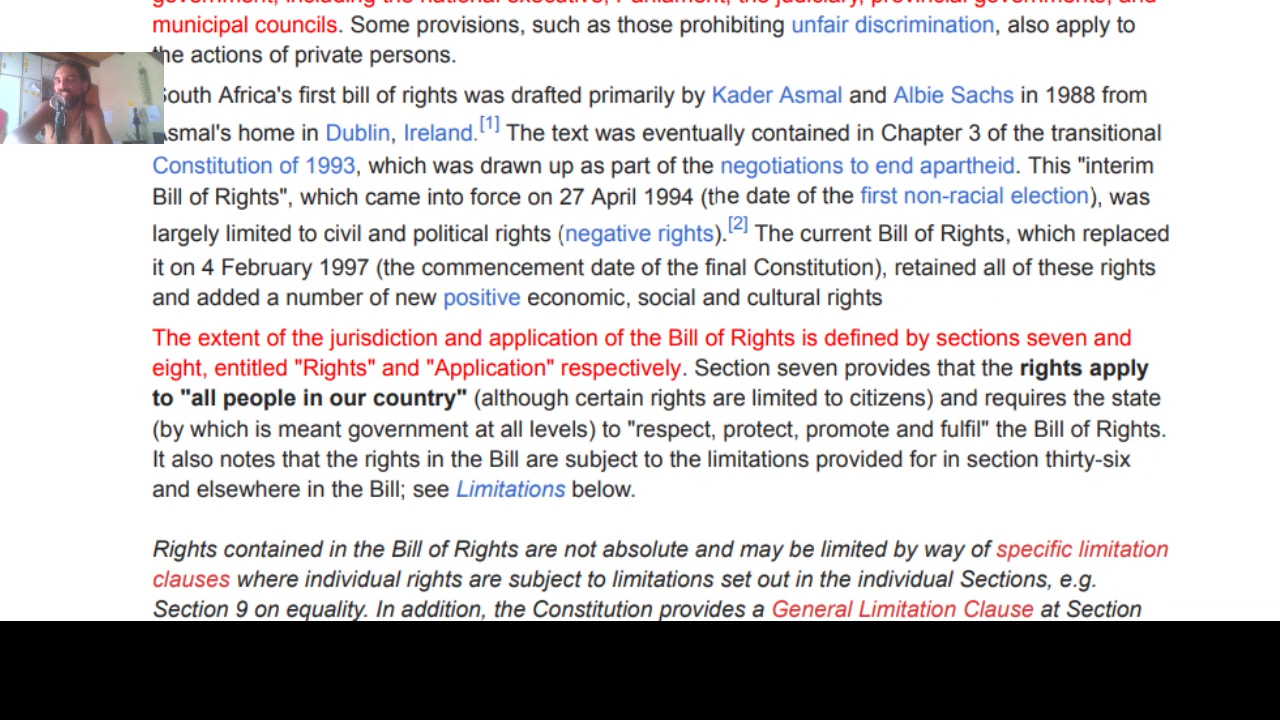 government, including the national executive, Parliament, the judiciary, provincial governments, and
municipal councils. Some provisions, such as those prohibiting unfair discrimination, also apply to
the actions of private persons.
South Africa's first bill of rights was drafted primarily by Kader Asmal and Albie Sachs in 1988 from
Asmal's home in Dublin, Ireland.[1] The text was eventually contained in Chapter 3 of the transitional
Constitution of 1993, which was drawn up as part of the negotiations to end apartheid. This "interim
Bill of Rights", which came into force on 27 April 1994 (the date of the first non-racial election), was
largely limited to civil and political rights (negative rights).[2] The current Bill of Rights, which replaced
it on 4 February 1997 (the commencement date of the final Constitution), retained all of these rights
and added a number of new positive economic, social and cultural rights
The extent of the jurisdiction and application of the Bill of Rights is defined by sections seven and
eight, entitled "Rights" and "Application" respectively. Section seven provides that the rights apply
to "all people in our country" (although certain rights are limited to citizens) and requires the state
(by which is meant government at all levels) to "respect, protect, promote and fulfil" the Bill of Rights.
It also notes that the rights in the Bill are subject to the limitations provided for in section thirty-six
and elsewhere in the Bill; see Limitations below.
Rights contained in the Bill of Rights are not absolute and may be limited by way of specific limitation
clauses where individual rights are subject to limitations set out in the individual Sections, e.g.
Section 9 on equality. In addition, the Constitution provides a General Limitation Clause at Section